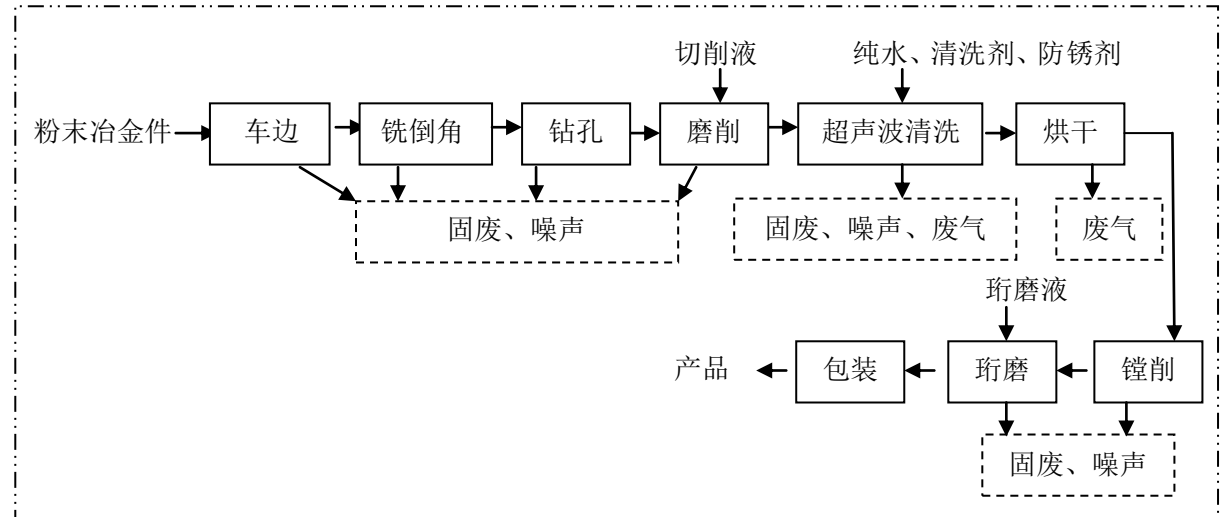 切削液
纯水、清洗剂、防锈剂
粉末冶金件
车边
铣倒角
钻孔
磨削
超声波清洗
烘干
固废、噪声
固废、噪声、废气
废气
珩磨液
产品
包装
珩磨
镗削
固废、噪声